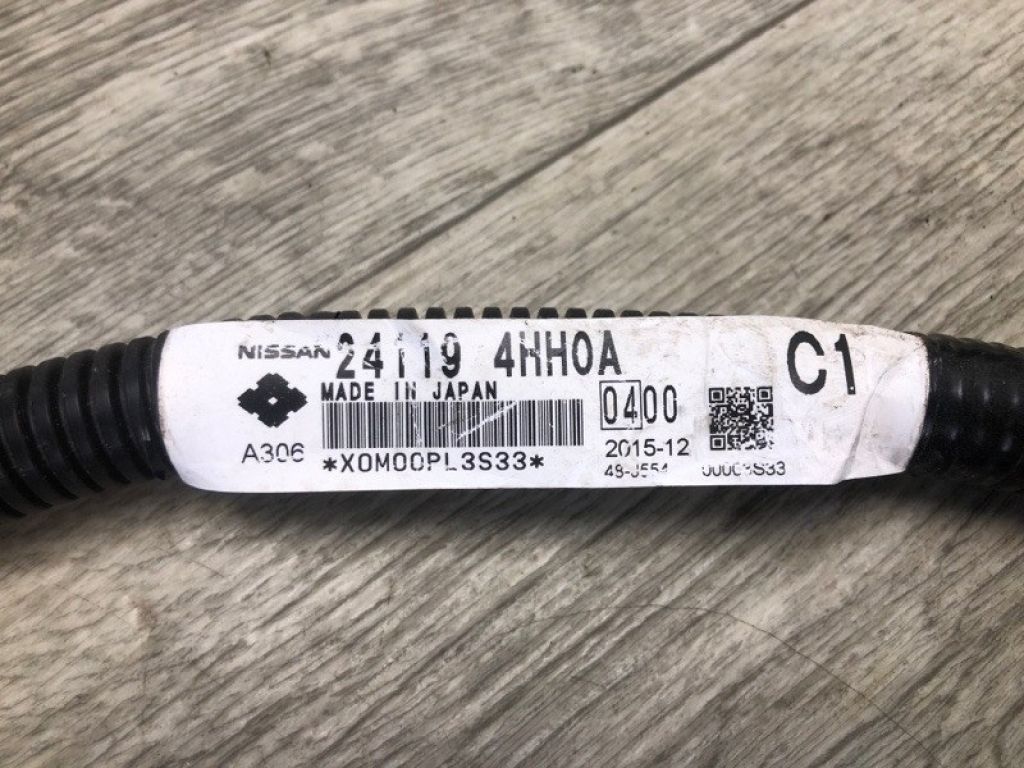 NISSAN 24119 4HH0A C1
MADE IN JAPAN
0400
A306
*X0M00PL3S33*
2015-12